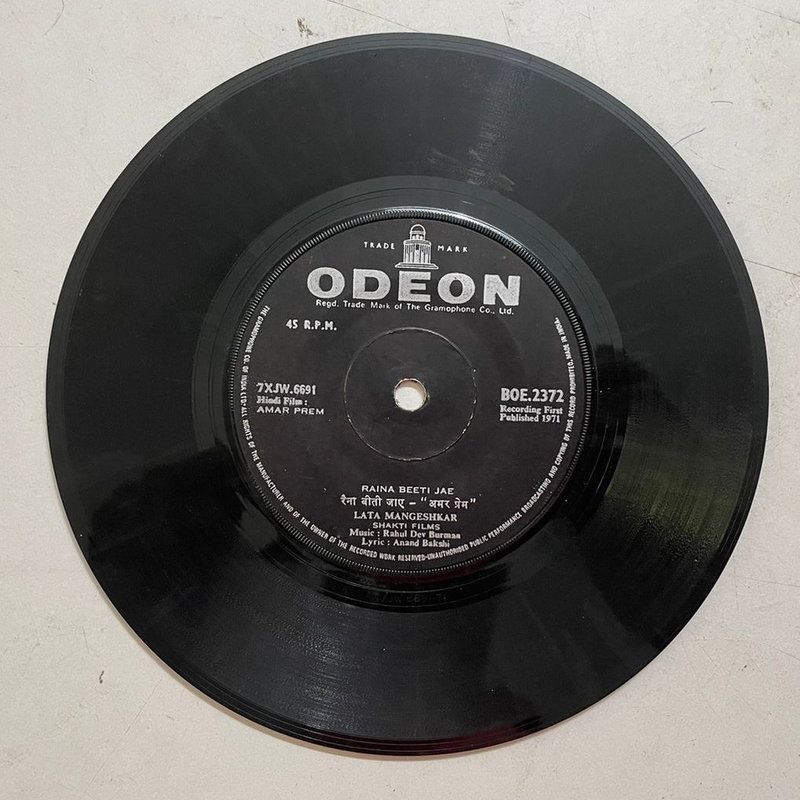 TRADE MARK
ODEON
Regd. Trade Mark of The Gramophone Co., Ltd.
45 R.P.M.
7XJW.6691
Hindi Film :
AMAR PREM
BOE.2372
Recording First
Published 1971
RAINA BEETI JAE
रैना बीती जाए - "अमर प्रेम"
LATA MANGESHKAR
SHAKTI FILMS
Music : Rahul Dev Burman
Lyric : Anand Bakshi
THE GRAMOPHONE CO. OF INDIA LTD-ALL RIGHTS OF THE MANUFACTURER AND OF THE OWNER OF THE RECORDED WORK RESERVED-UNAUTHORISED PUBLIC PERFORMANCE BROADCASTING AND COPYING OF THIS RECORD PROHIBITED. MADE IN INDIA.